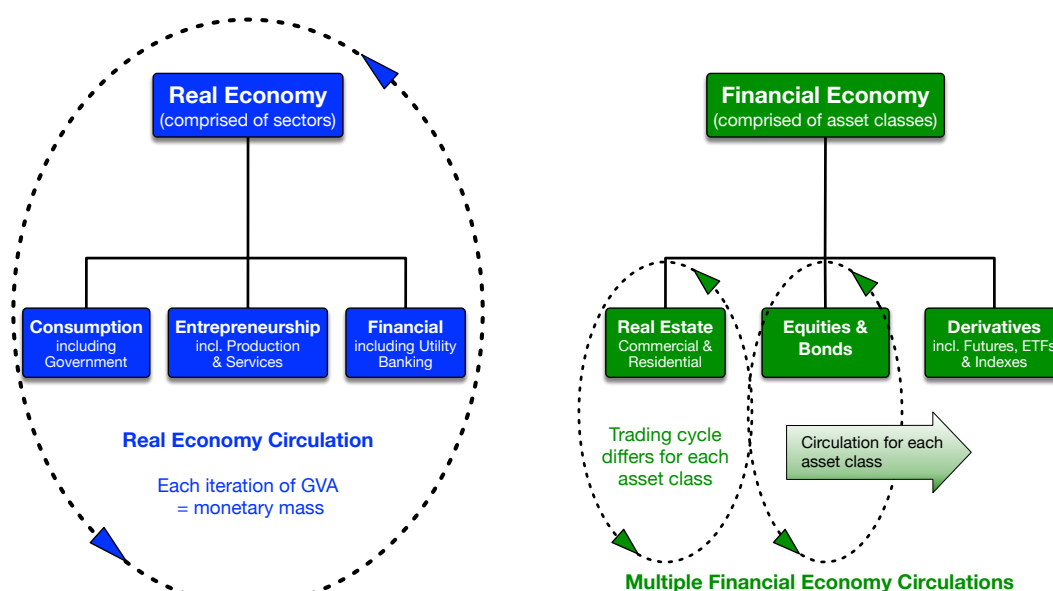 Real Economy
(comprised of sectors)
Financial Economy
(comprised of asset classes)
Consumption
including
Government
Entrepreneurship
incl. Production
& Services
Financial
including Utility
Banking
Real Estate
Commercial &
Residential
Equities &
Bonds
Derivatives
incl. Futures, ETFs
& Indexes
Real Economy Circulation
Each iteration of GVA
= monetary mass
Trading cycle
differs for each
asset class
Circulation for each
asset class
Multiple Financial Economy Circulations